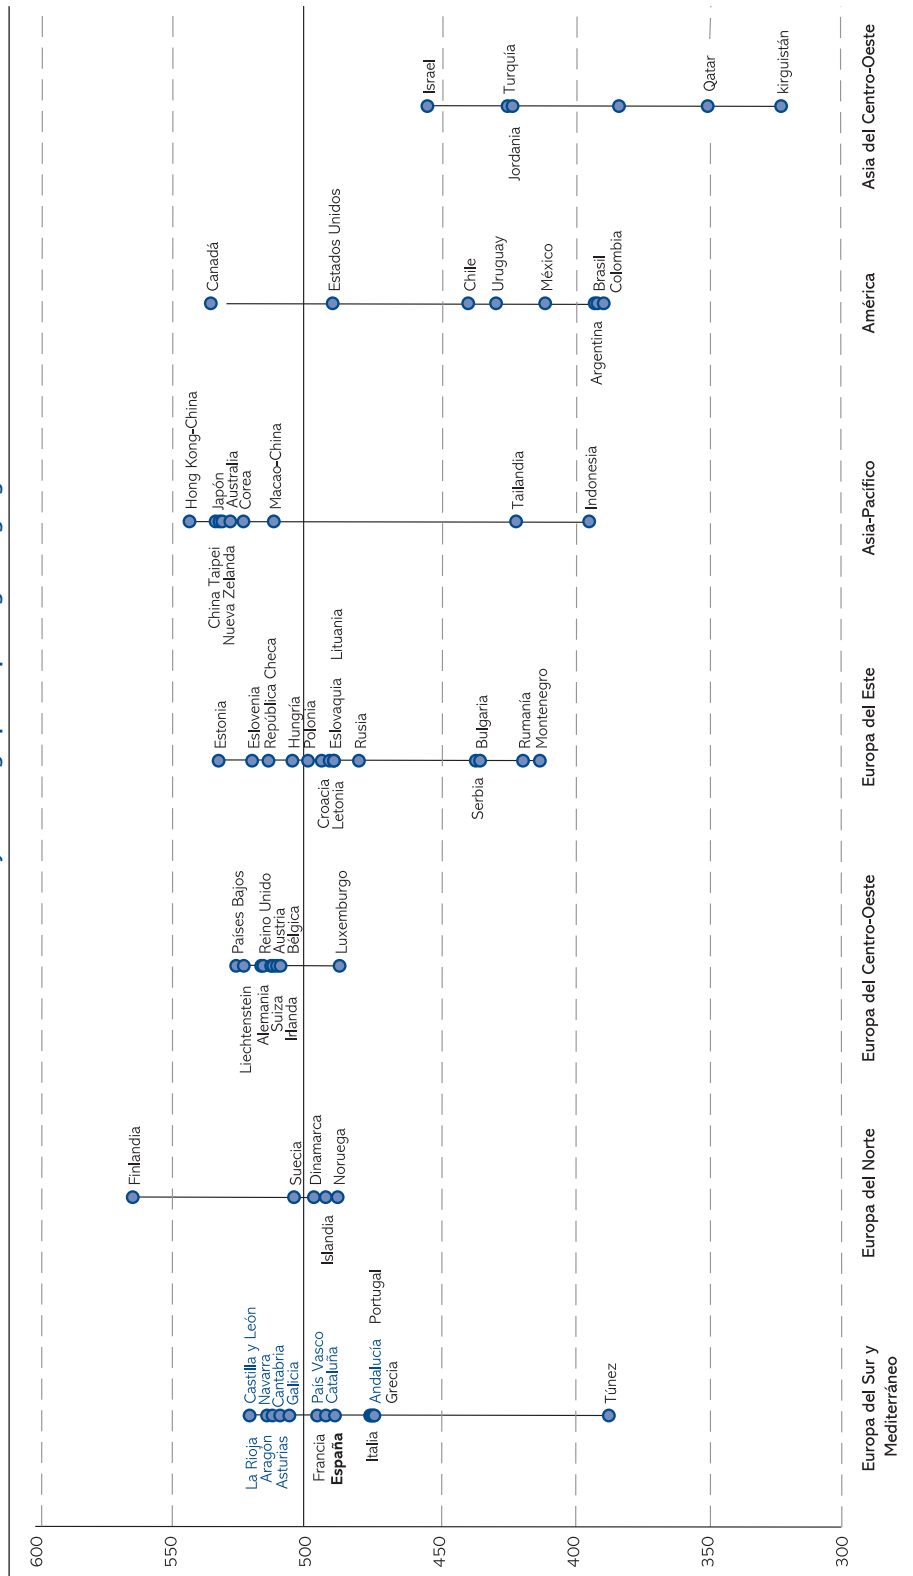 600
550
500
450
400
350
300
Castilla y León
Navarra
Cantabria
Galicia
País Vasco
Cataluña
Andalucía
Portugal
Grecia
Túnez
La Rioja
Aragón
Asturias
Francia
España
Italia
Europa del Sur y
Mediterráneo
Finlandia
Suecia
Dinamarca
Noruega
Islandia
Europa del Norte
Países Bajos
Reino Unido
Austria
Bélgica
Luxemburgo
Liechtenstein
Alemania
Suiza
Irlanda
Europa del Centro-Oeste
Estonia
Eslovenia
República Checa
Hungría
Polonia
Eslovaquia
Lituania
Rusia
Bulgaria
Rumanía
Montenegro
Croacia
Letonia
Serbia
Europa del Este
Hong Kong-China
Japón
Australia
Corea
Macao-China
Tailandia
Indonesia
China Taipei
Nueva Zelanda
Asia-Pacífico
Canadá
Estados Unidos
Chile
Uruguay
México
Brasil
Colombia
Argentina
América
Israel
Turquía
Qatar
kirguistán
Jordania
Asia del Centro-Oeste